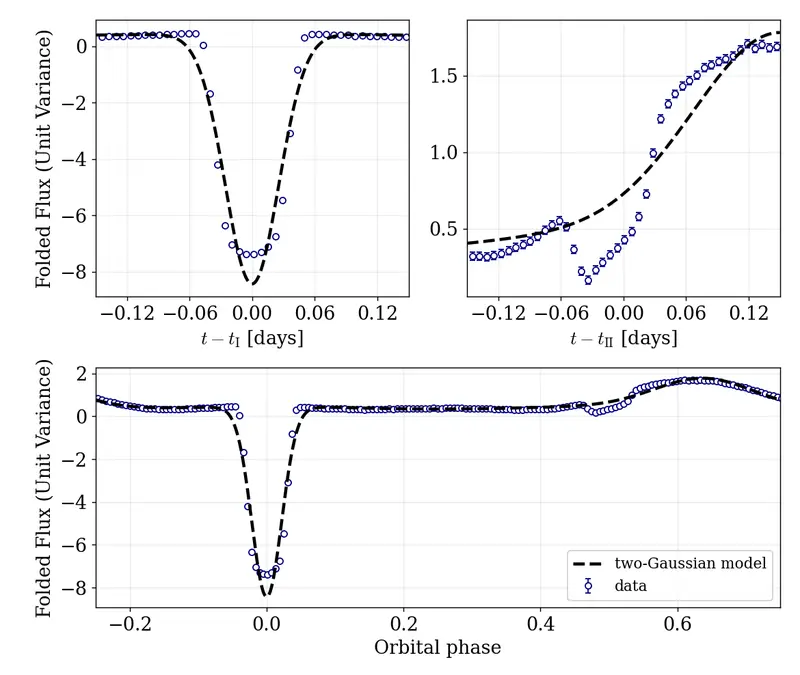 Folded Flux (Unit Variance)
0
−2
−4
−6
−8
−0.12 −0.06 0.00 0.06 0.12
t − tI [days]
1.5
1.0
0.5
−0.12 −0.06 0.00 0.06 0.12
t − tII [days]
Folded Flux (Unit Variance)
2
0
−2
−4
−6
−8
two-Gaussian model
data
−0.2 0.0 0.2 0.4 0.6
Orbital phase